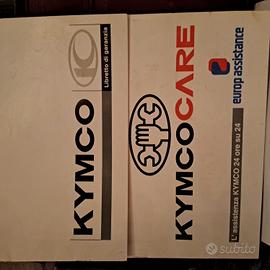 KYMCO
Libretto di garanzia
KYMCOCARE
europ assistance
L'assistenza KYMCO 24 ore su 24
subito